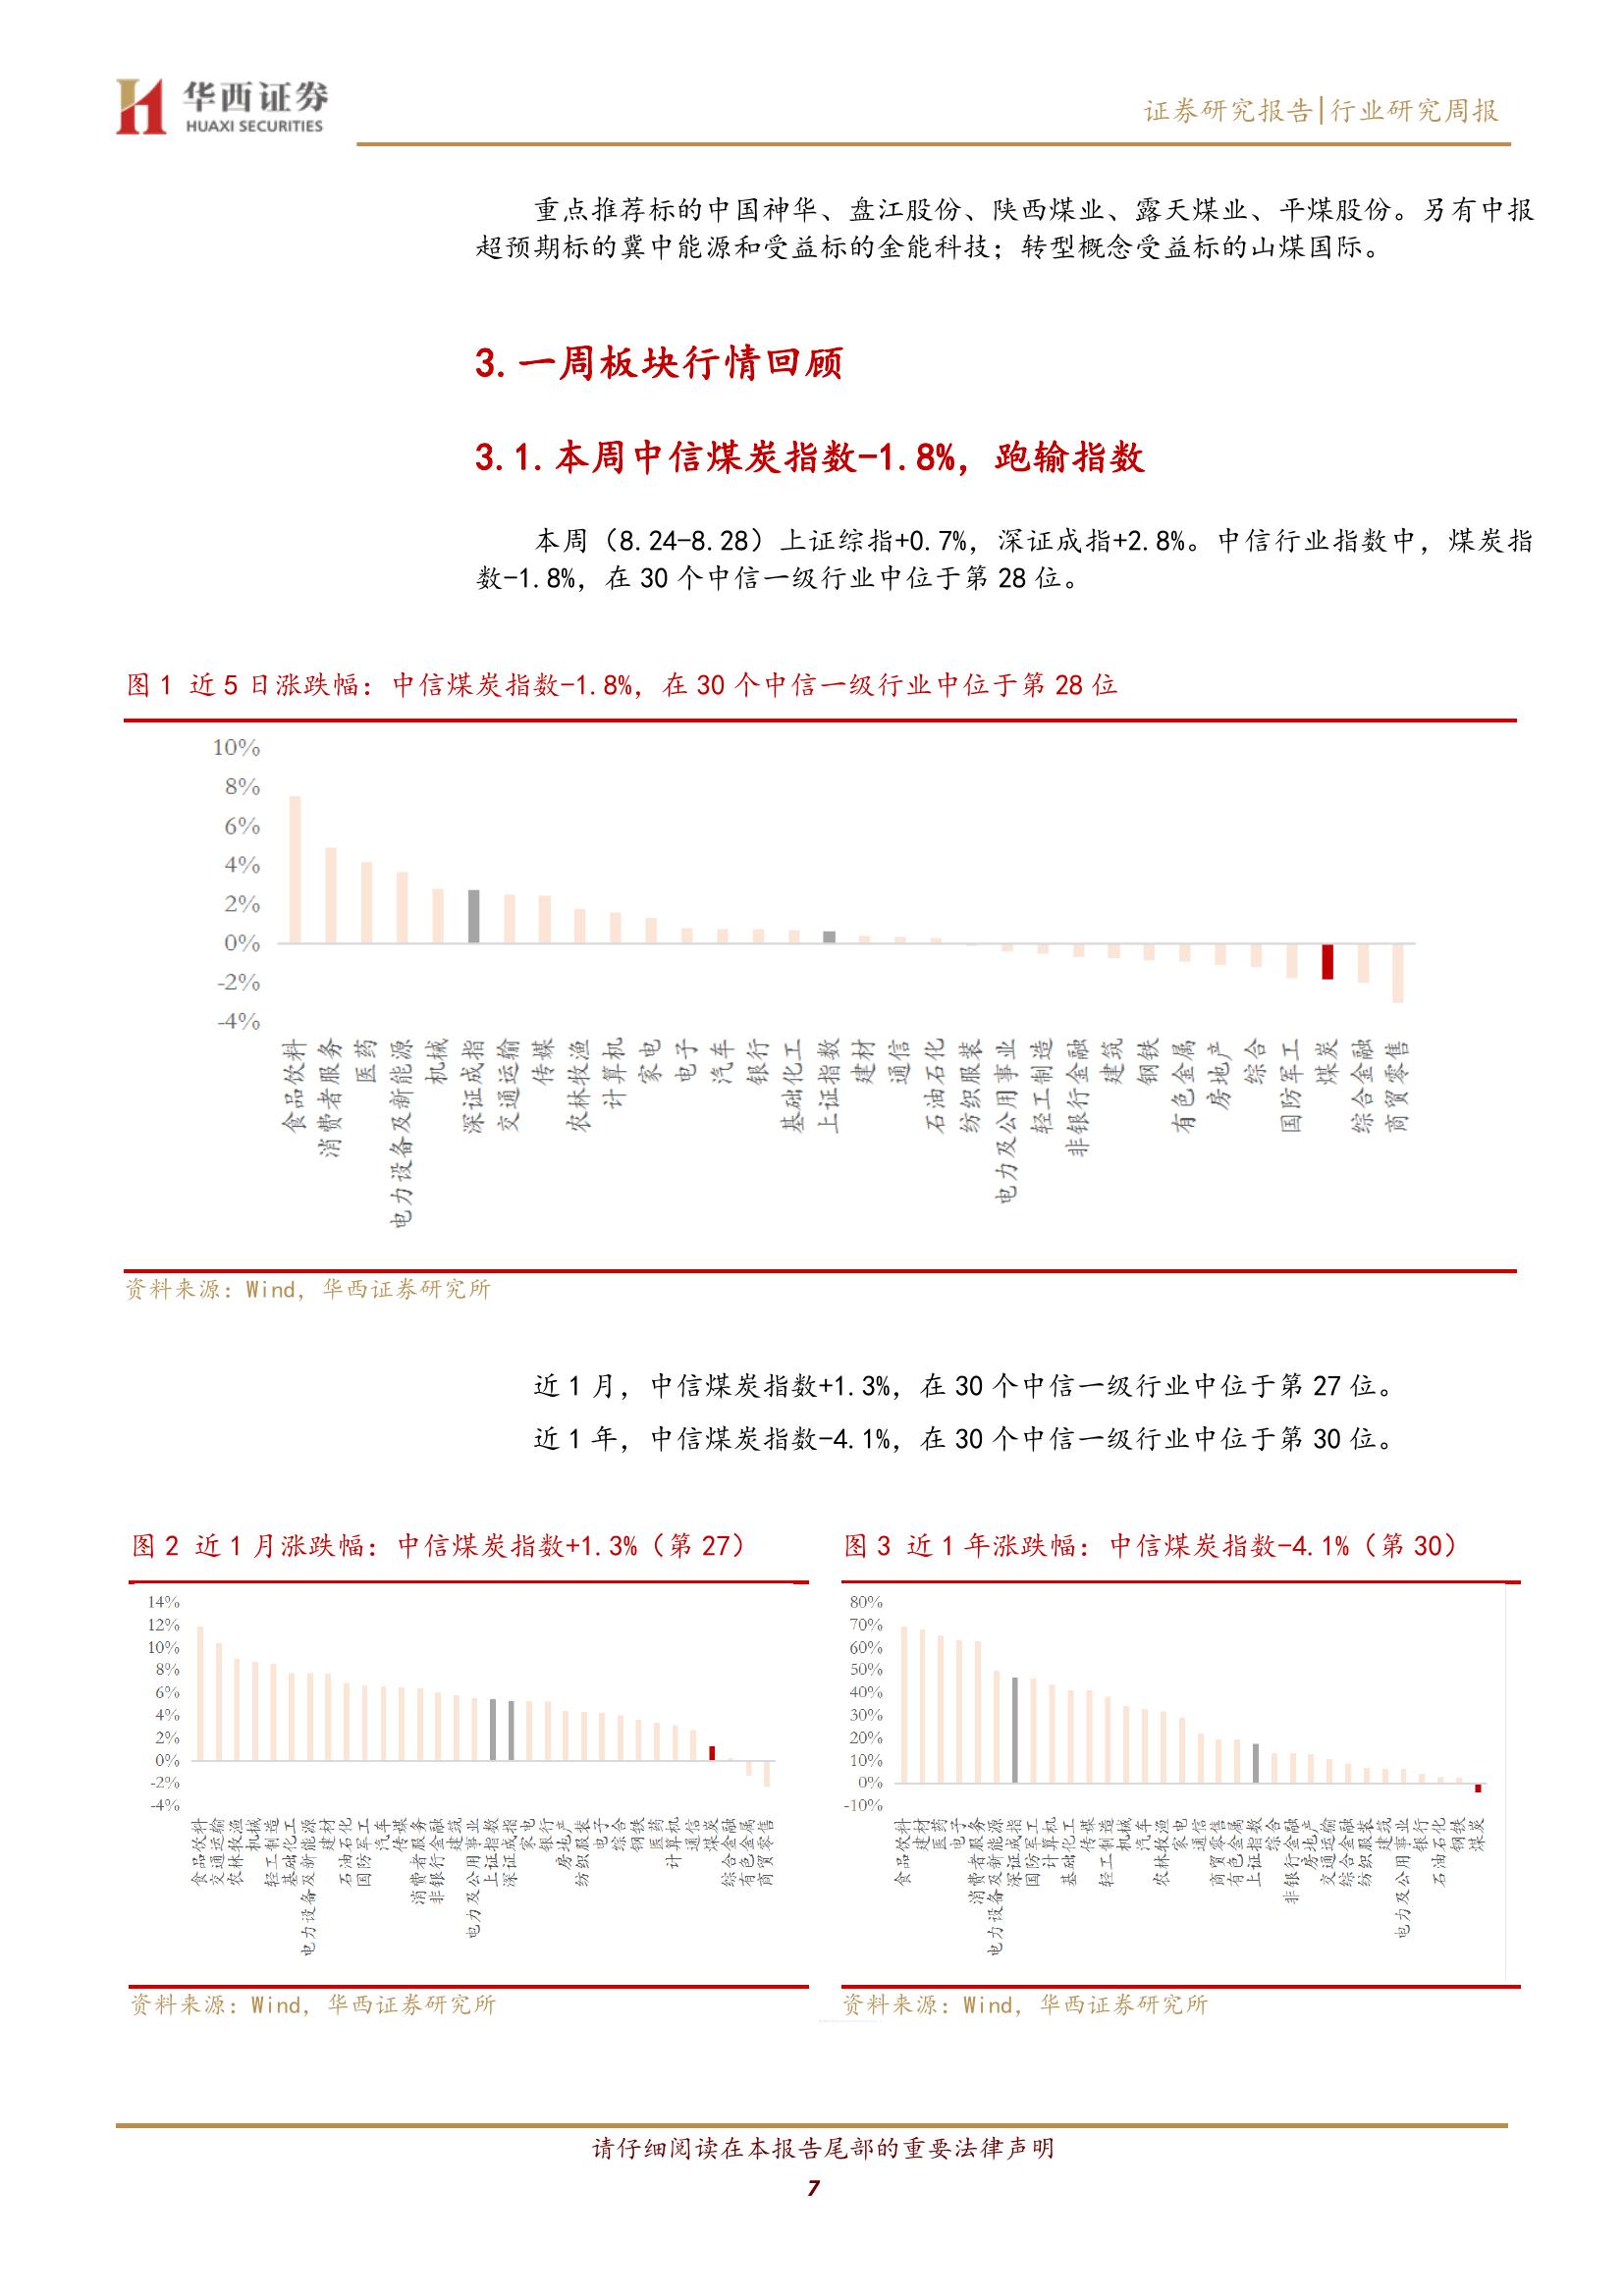 华西证券
HUAXI SECURITIES
证券研究报告|行业研究周报
重点推荐标的中国神华、盘江股份、陕西煤业、露天煤业、平煤股份。另有中报
超预期标的冀中能源和受益标的金能科技；转型概念受益标的山煤国际。
3. 一周板块行情回顾
3.1. 本周中信煤炭指数-1.8%，跑输指数
本周（8.24-8.28）上证综指+0.7%，深证成指+2.8%。中信行业指数中，煤炭指
数-1.8%，在 30 个中信一级行业中位于第 28 位。
图 1 近 5 日涨跌幅：中信煤炭指数-1.8%，在 30 个中信一级行业中位于第 28 位
10%
8%
6%
4%
2%
0%
-2%
-4%
食品饮料
消费者服务
医药
电力设备及新能源
机械
深证成指
交通运输
传媒
农林牧渔
计算机
家电
电子
汽车
银行
基础化工
上证指数
建材
通信
石油石化
纺织服装
电力及公用事业
轻工制造
非银行金融
建筑
钢铁
有色金属
房地产
综合
国防军工
煤炭
综合金融
商贸零售
资料来源：Wind，华西证券研究所
近 1 月，中信煤炭指数+1.3%，在 30 个中信一级行业中位于第 27 位。
近 1 年，中信煤炭指数-4.1%，在 30 个中信一级行业中位于第 30 位。
图 2 近 1 月涨跌幅：中信煤炭指数+1.3%（第 27）
14%
12%
10%
8%
6%
4%
2%
0%
-2%
-4%
食品饮料
交通运输
农林牧渔
机械
轻工制造
基础化工
电力设备及新能源
建材
石油石化
国防军工
汽车
传媒
消费者服务
非银行金融
建筑
电力及公用事业
上证指数
深证成指
家电
银行
房地产
纺织服装
电子
综合
钢铁
医药
计算机
通信
煤炭
综合金融
有色金属
商贸零售
资料来源：Wind，华西证券研究所
图 3 近 1 年涨跌幅：中信煤炭指数-4.1%（第 30）
80%
70%
60%
50%
40%
30%
20%
10%
0%
-10%
食品饮料
建材
医药
电子
消费者服务
电力设备及新能源
深证成指
国防军工
计算机
基础化工
传媒
轻工制造
机械
汽车
农林牧渔
家电
通信
商贸零售
有色金属
上证指数
综合
非银行金融
房地产
交通运输
综合金融
纺织服装
建筑
电力及公用事业
银行
石油石化
钢铁
煤炭
资料来源：Wind，华西证券研究所
请仔细阅读在本报告尾部的重要法律声明
7